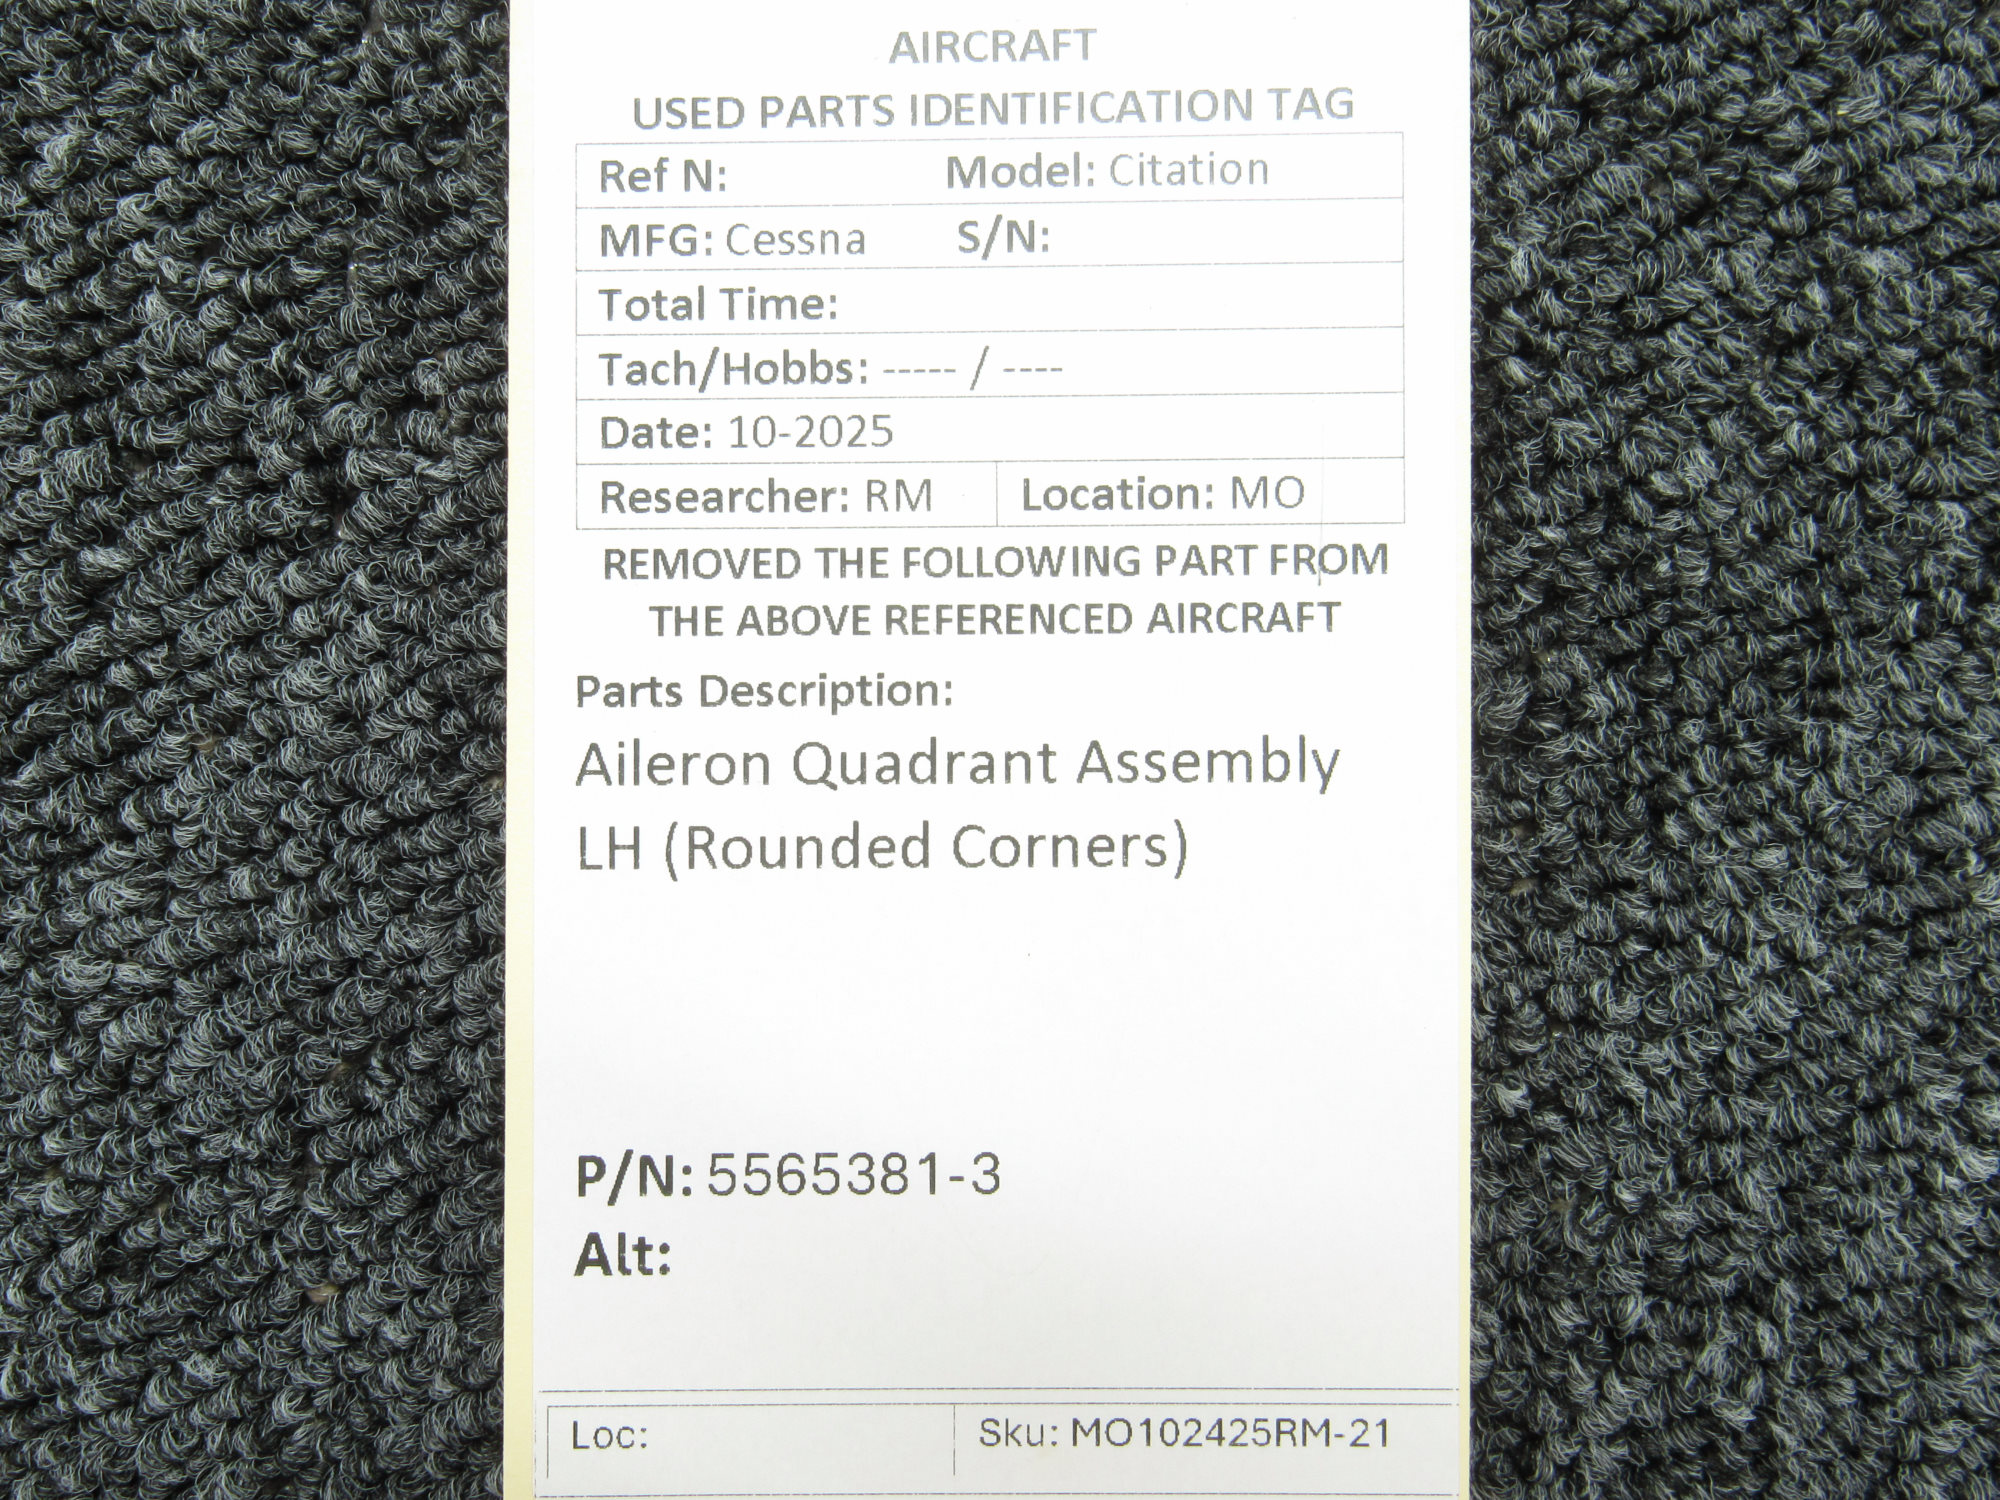 AIRCRAFT
USED PARTS IDENTIFICATION TAG
Ref N: Model: Citation
MFG: Cessna S/N:
Total Time:
Tach/Hobbs: ----- / ----
Date: 10-2025
Researcher: RM Location: MO
REMOVED THE FOLLOWING PART FROM
THE ABOVE REFERENCED AIRCRAFT
Parts Description:
Aileron Quadrant Assembly
LH (Rounded Corners)
P/N: 5565381-3
Alt:
Loc: Sku: MO102425RM-21